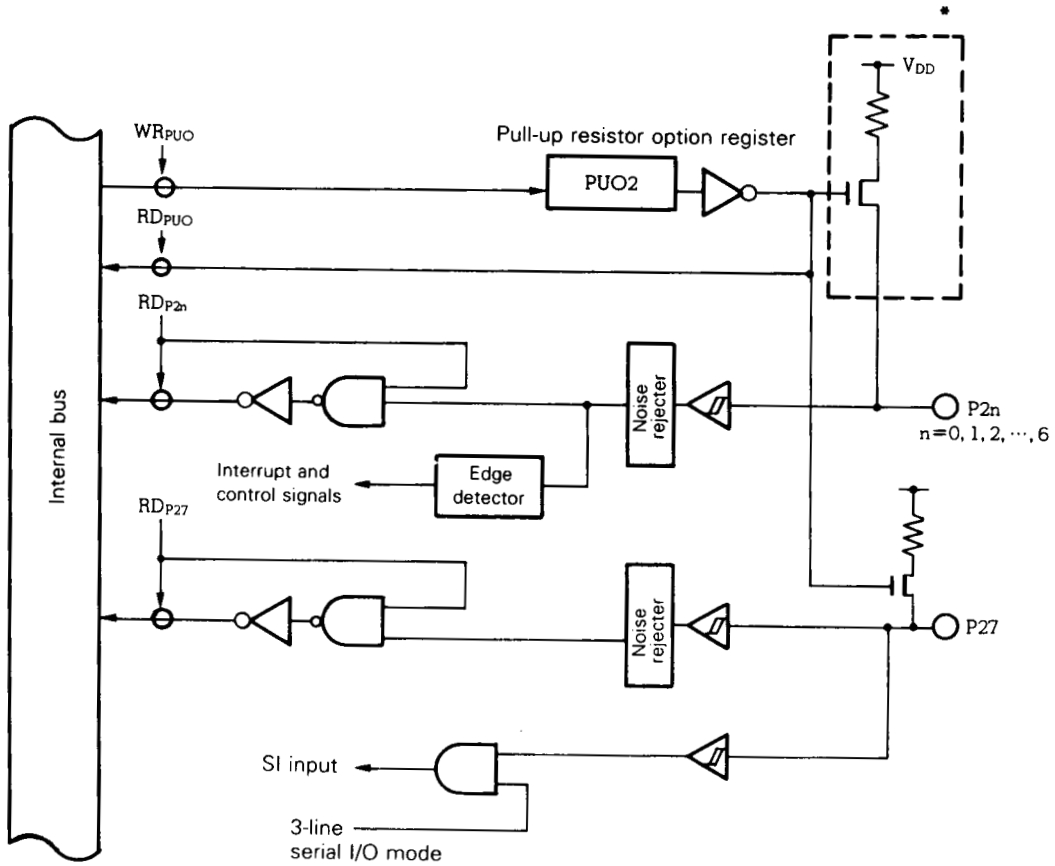 *
VDD
WRPUO
Pull-up resistor option register
PUO2
RDPUO
RDP2n
Internal bus
Noise
rejecter
P2n
n=0, 1, 2, ···, 6
Interrupt and
control signals
Edge
detector
RDP27
Noise
rejecter
P27
SI input
3-line
serial I/O mode